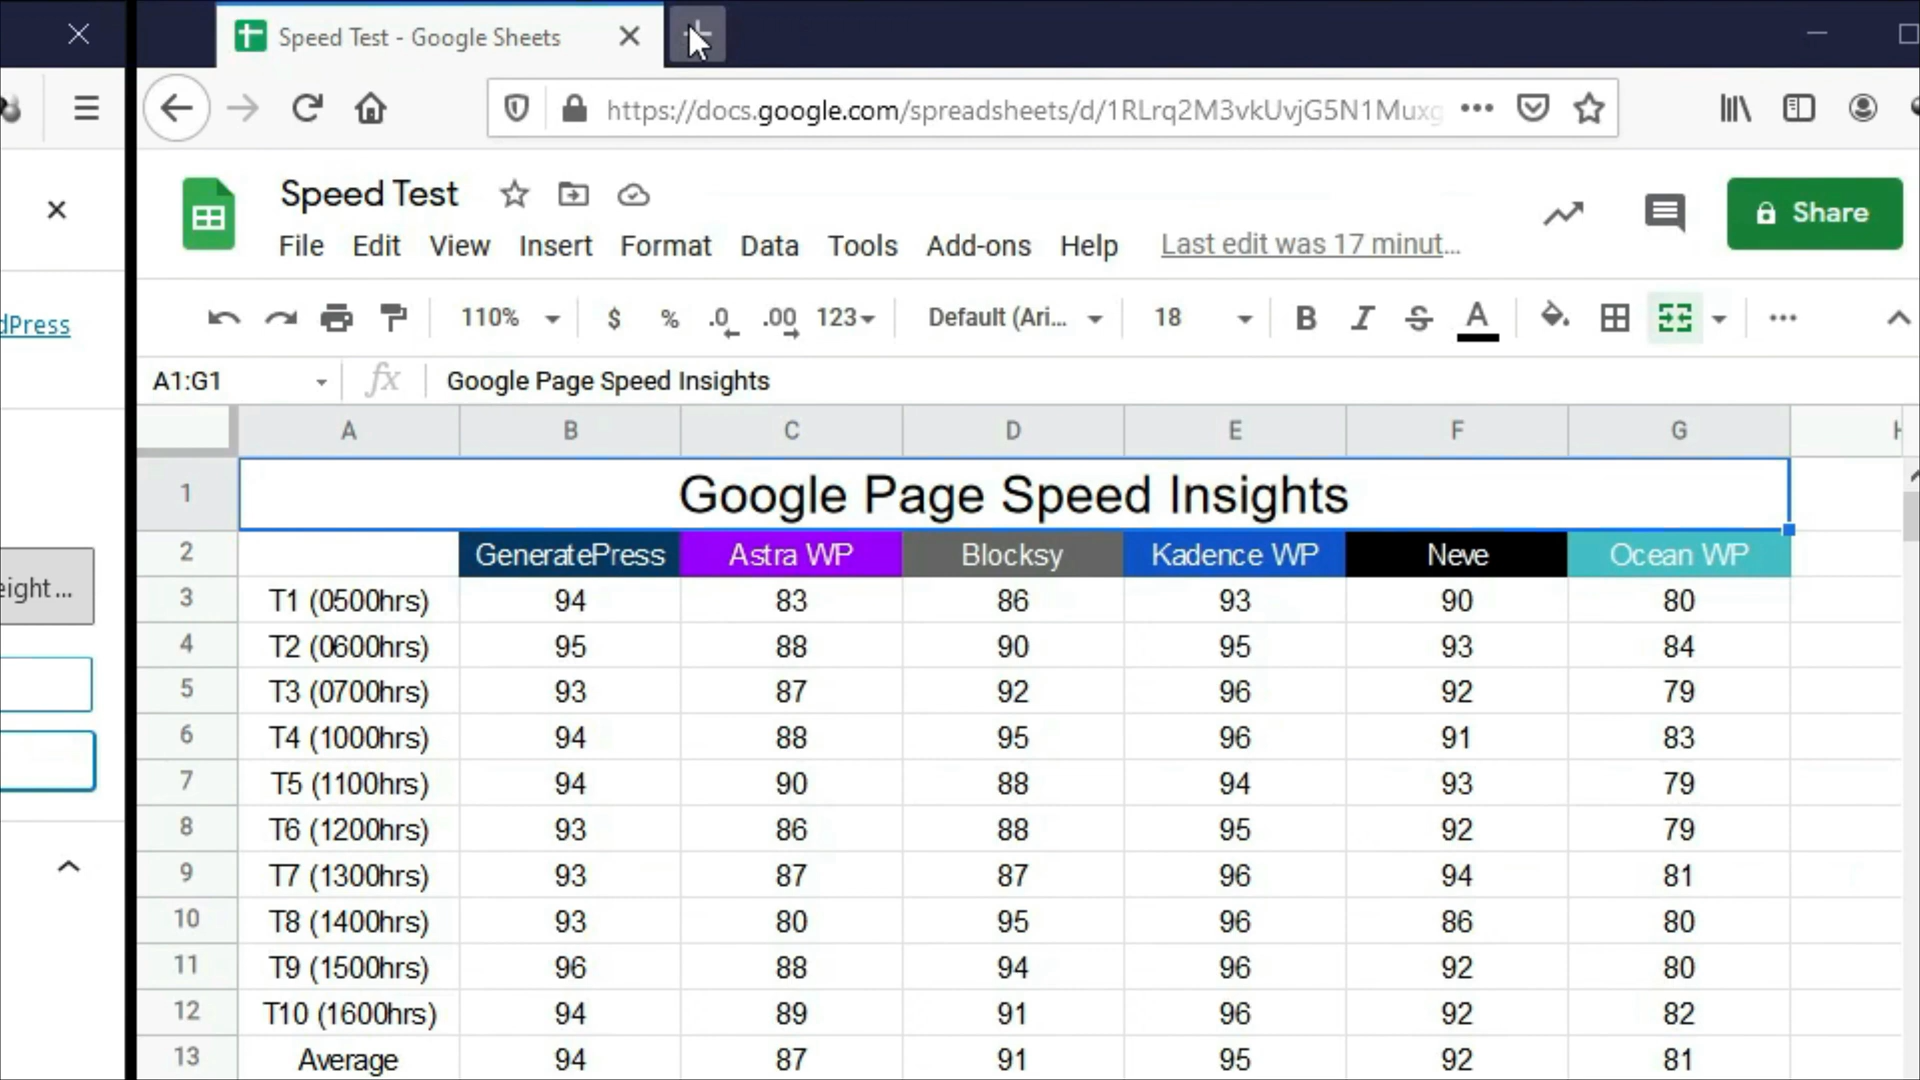 Speed Test - Google Sheets
https://docs.google.com/spreadsheets/d/1RLrq2M3vkUvjG5N1Muxg
Speed Test
Share
File Edit View Insert Format Data Tools Add-ons Help Last edit was 17 minut...
dPress
110% $ % .0 .00 123 Default (Ari... 18 B I S A
A1:G1 fx Google Page Speed Insights
A B C D E F G
1 Google Page Speed Insights
2 GeneratePress Astra WP Blocksy Kadence WP Neve Ocean WP
eight ...
3 T1 (0500hrs) 94 83 86 93 90 80
4 T2 (0600hrs) 95 88 90 95 93 84
5 T3 (0700hrs) 93 87 92 96 92 79
6 T4 (1000hrs) 94 88 95 96 91 83
7 T5 (1100hrs) 94 90 88 94 93 79
8 T6 (1200hrs) 93 86 88 95 92 79
9 T7 (1300hrs) 93 87 87 96 94 81
10 T8 (1400hrs) 93 80 95 96 86 80
11 T9 (1500hrs) 96 88 94 96 92 80
12 T10 (1600hrs) 94 89 91 96 92 82
13 Average 94 87 91 95 92 81